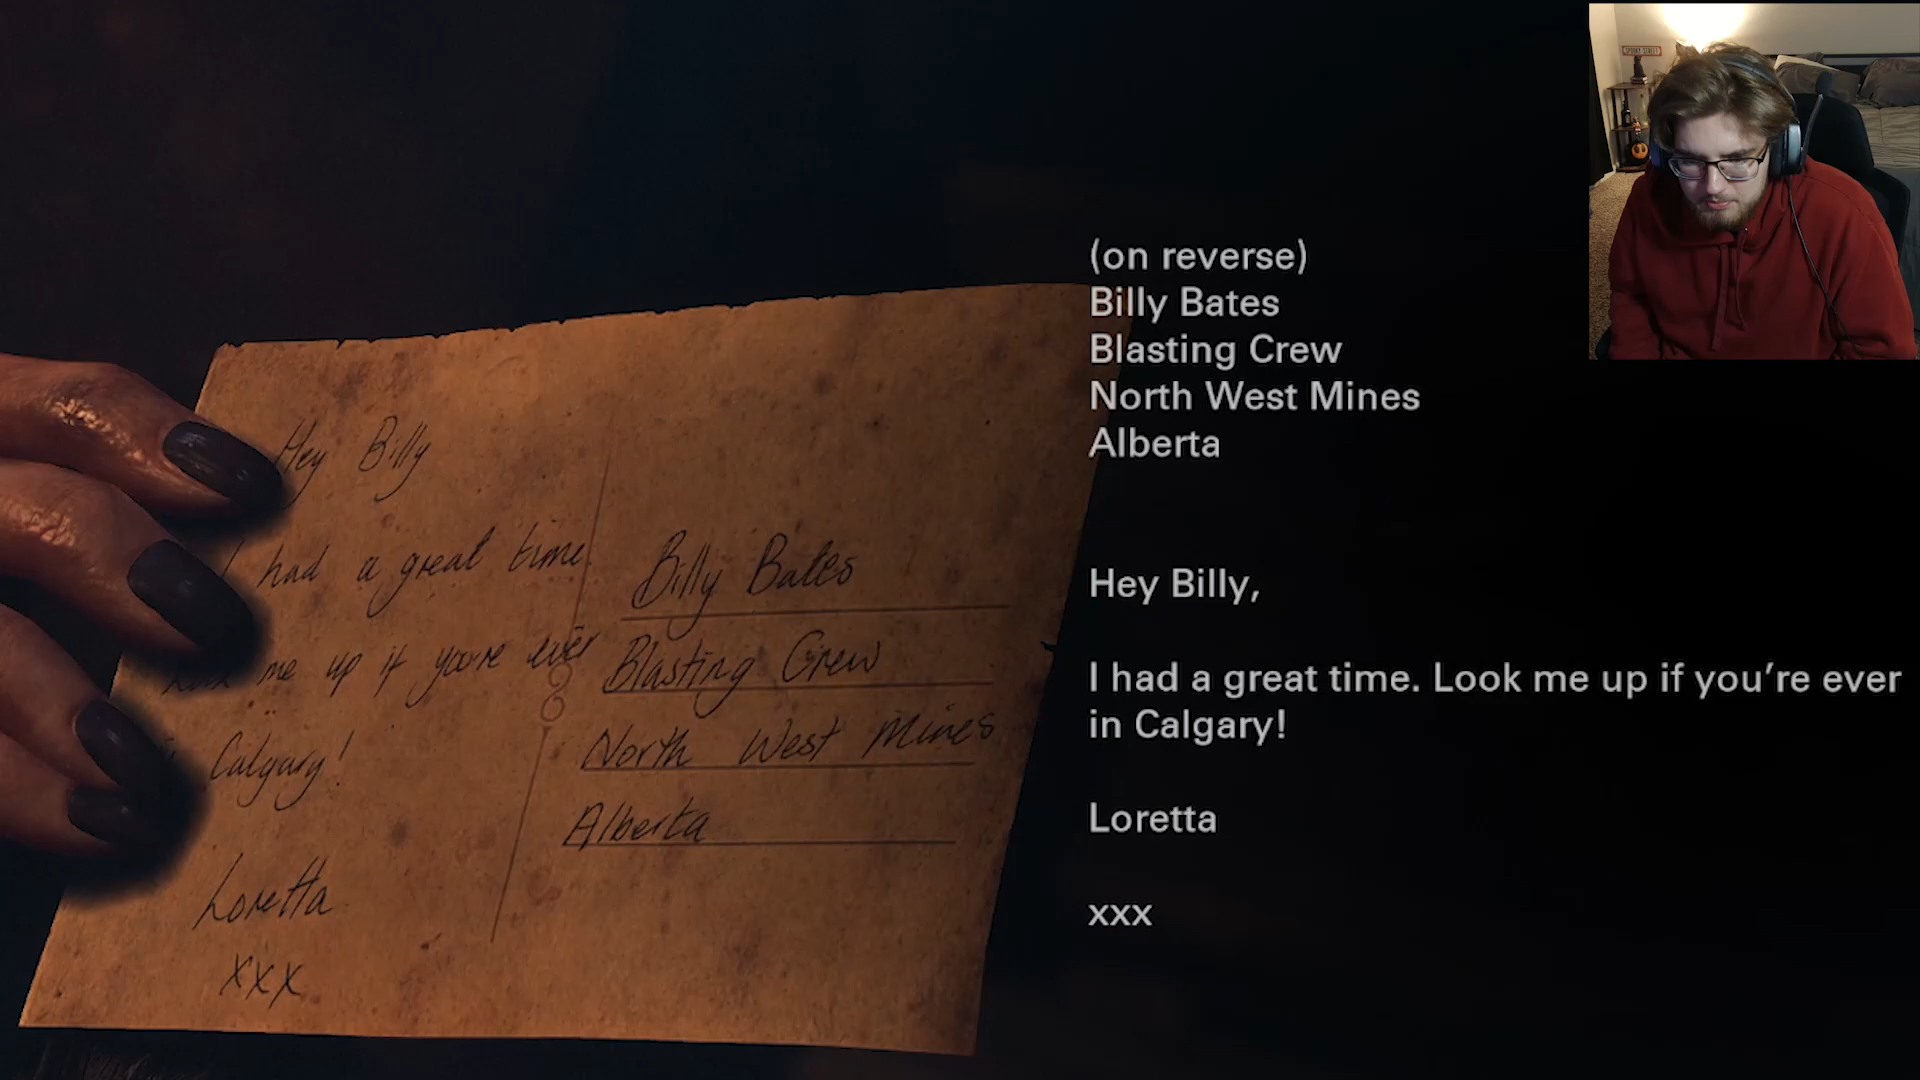 Hey Billy
I had a great time.
me up if you're ever
Calgary!
Loretta
xxx
Billy Bates
Blasting Crew
North West Mines
Alberta
(on reverse)
Billy Bates
Blasting Crew
North West Mines
Alberta
Hey Billy,
I had a great time. Look me up if you're ever
in Calgary!
Loretta
xxx
SPOOKY STREET